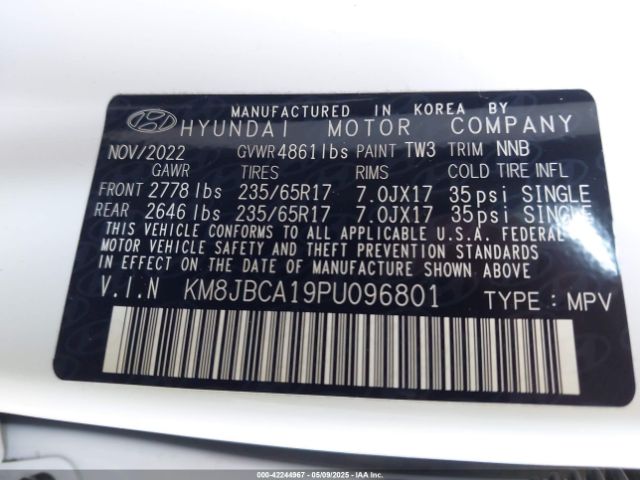 MANUFACTURED IN KOREA BY
HYUNDAI MOTOR COMPANY
NOV/2022 GVWR 4861lbs PAINT TW3 TRIM NNB
GAWR TIRES RIMS COLD TIRE INFL
FRONT 2778 lbs 235/65R17 7.0JX17 35psi SINGLE
REAR 2646 lbs 235/65R17 7.0JX17 35psi SINGLE
THIS VEHICLE CONFORMS TO ALL APPLICABLE U.S.A. FEDERAL
MOTOR VEHICLE SAFETY AND THEFT PREVENTION STANDARDS
IN EFFECT ON THE DATE OF MANUFACTURE SHOWN ABOVE.
V.I.N KM8JBCA19PU096801 TYPE : MPV
000-42244967 - 05/09/2025 - IAA, INC.